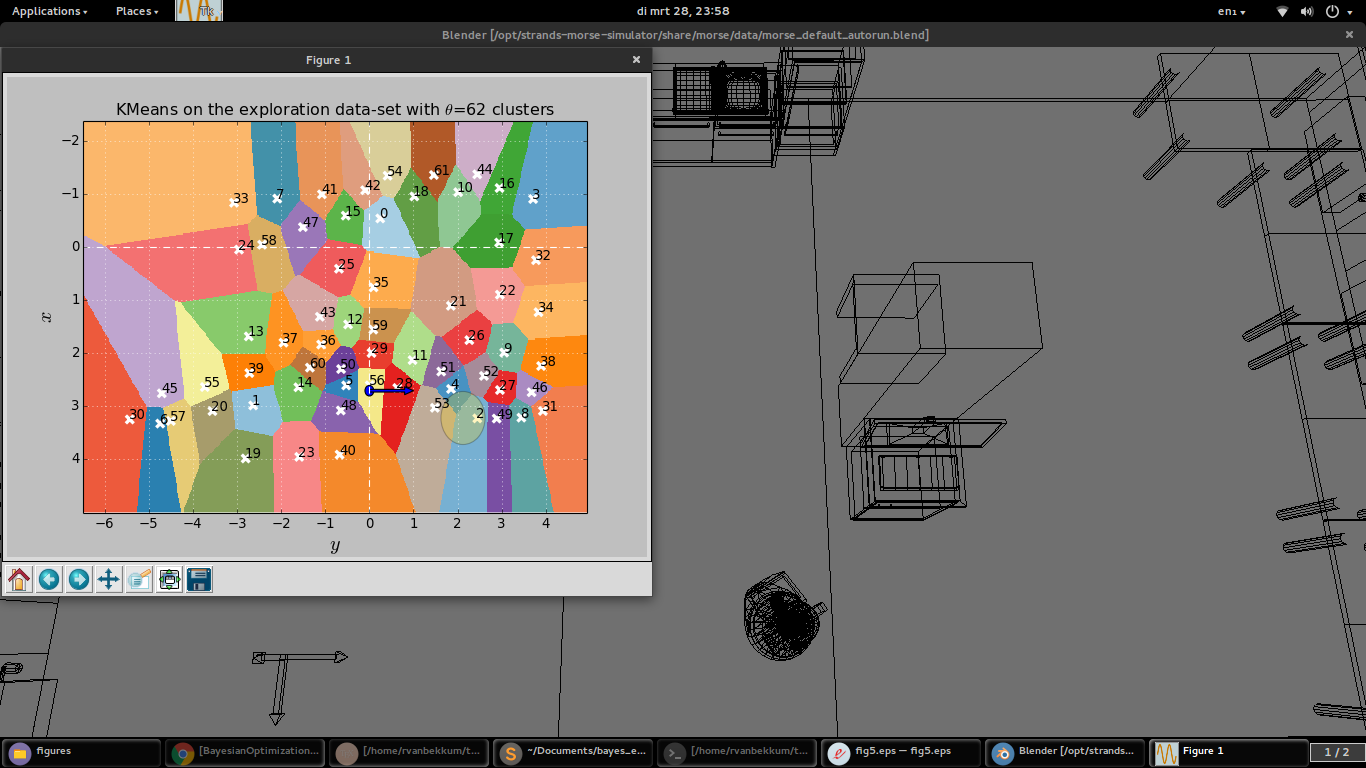 Applications Places Tk di mrt 28, 23:58 en₁
Blender [/opt/strands-morse-simulator/share/morse/data/morse_default_autorun.blend]
Figure 1
KMeans on the exploration data-set with θ=62 clusters
−2
54 61 44
42 16
−1 33 7 41 18 10 3
15 0
47
0 24 58 17
32
25
35 22
1 21 34
43 12 59
13 37 36 26
2 29 11 9 38
39 60 50 51 52
45 55 14 5 56 28 4 27 46
3 20 1 48 53 31
30 6 57 2 49 8
4 19 23 40
x
−6 −5 −4 −3 −2 −1 0 1 2 3 4
y
figures [BayesianOptimization... [/home/rvanbekkum/t... ~/Documents/bayes_e... [/home/rvanbekkum/t... fig5.eps — fig5.eps Blender [/opt/strands... Figure 1 1 / 2